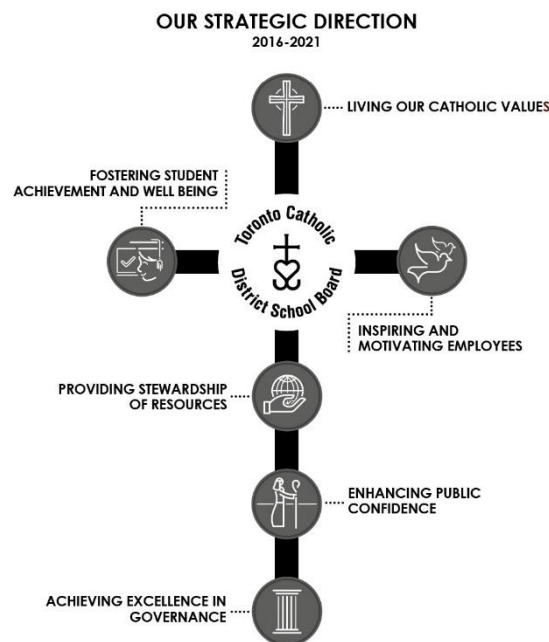 OUR STRATEGIC DIRECTION
2016-2021
LIVING OUR CATHOLIC VALUES
FOSTERING STUDENT
ACHIEVEMENT AND WELL BEING
Toronto Catholic
District School Board
INSPIRING AND
MOTIVATING EMPLOYEES
PROVIDING STEWARDSHIP
OF RESOURCES
ENHANCING PUBLIC
CONFIDENCE
ACHIEVING EXCELLENCE IN
GOVERNANCE